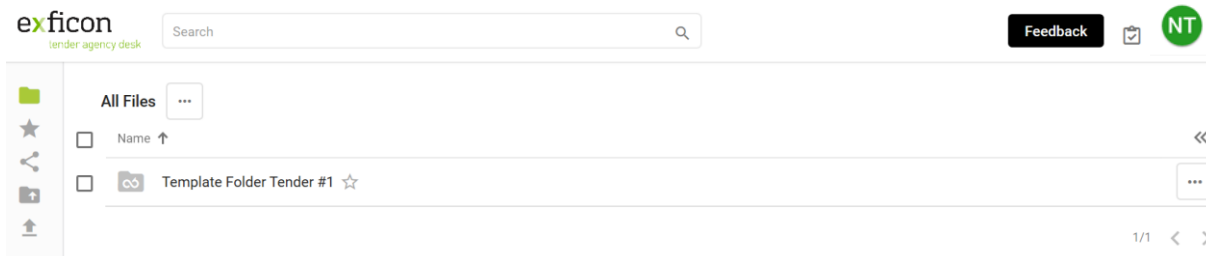 exficon
tender agency desk
Search
Feedback
NT
All Files
Name
Template Folder Tender #1
1/1